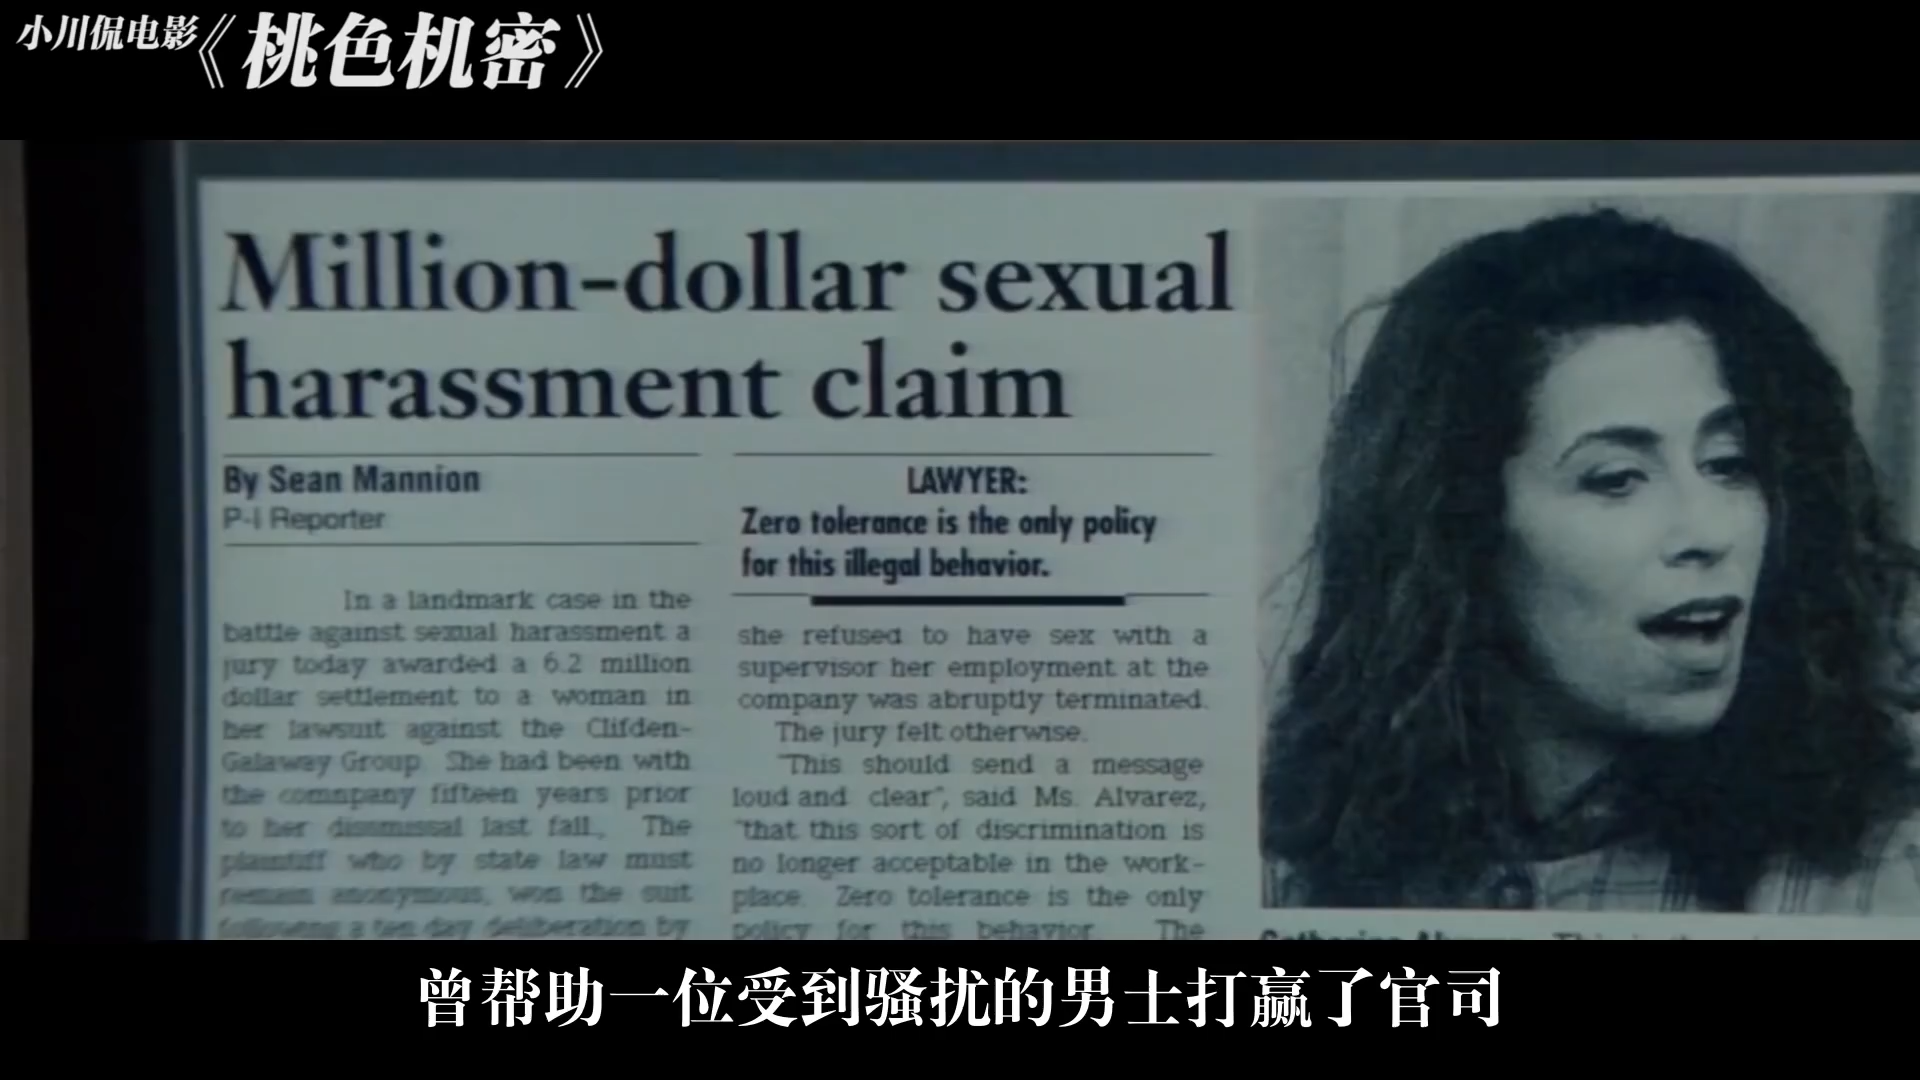 小川侃电影《桃色机密》
Million-dollar sexual
harassment claim
By Sean Mannion
P-I Reporter
In a landmark case in the
battle against sexual harassment a
jury today awarded a 6.2 million
dollar settlement to a woman in
her lawsuit against the Clifden-
Galaway Group. She had been with
the comnpany fifteen years prior
to her dismissal last fall., The
plaintiff who by state law must
remain anonymous, won the suit
following a ten day deliberation by
LAWYER:
Zero tolerance is the only policy
for this illegal behavior.
she refused to have sex with a
supervisor her employment at the
company was abruptly terminated.
The jury felt otherwise.
"This should send a message
loud and clear", said Ms. Alvarez,
"that this sort of discrimination is
no longer acceptable in the work-
place. Zero tolerance is the only
policy for this behavior. The
曾帮助一位受到骚扰的男士打赢了官司